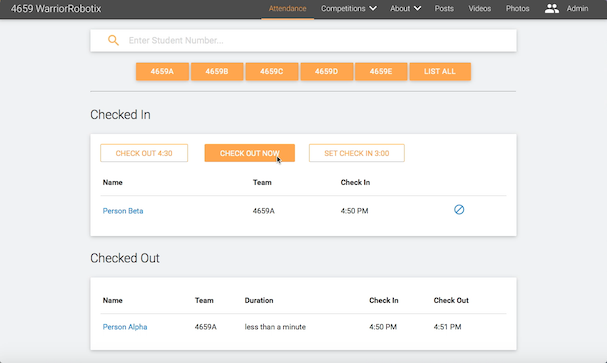 4659 WarriorRobotix Attendance Competitions About Posts Videos Photos Admin
Enter Student Number...
4659A 4659B 4659C 4659D 4659E LIST ALL
Checked In
CHECK OUT 4:30 CHECK OUT NOW SET CHECK IN 3:00
Name Team Check In
Person Beta 4659A 4:50 PM
Checked Out
Name Team Duration Check In Check Out
Person Alpha 4659A less than a minute 4:50 PM 4:51 PM